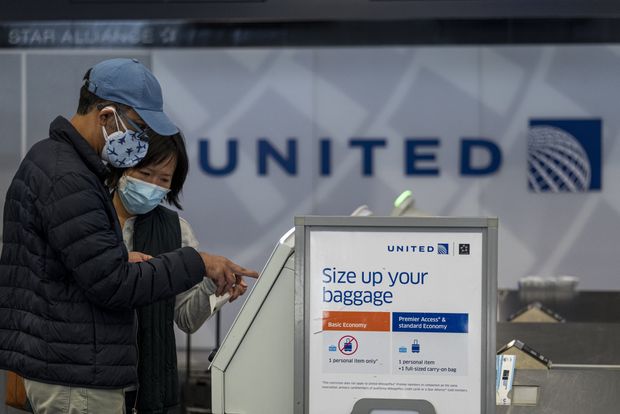 STAR ALLIANCE
UNITED
UNITED
Size up your
baggage
Basic Economy
Premier Access® &
standard Economy
1 personal item only*
1 personal item
+1 full-sized carry-on bag